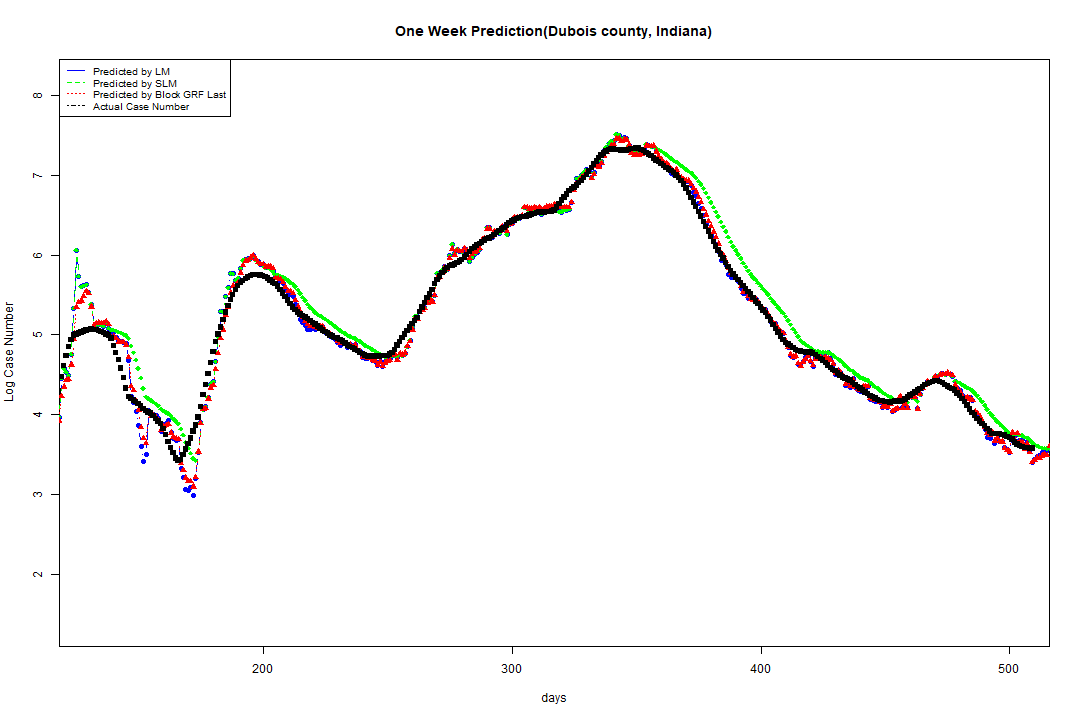 One Week Prediction(Dubois county, Indiana)
Predicted by LM
Predicted by SLM
Predicted by Block GRF Last
Actual Case Number
8
7
6
5
4
3
2
Log Case Number
200 300 400 500
days